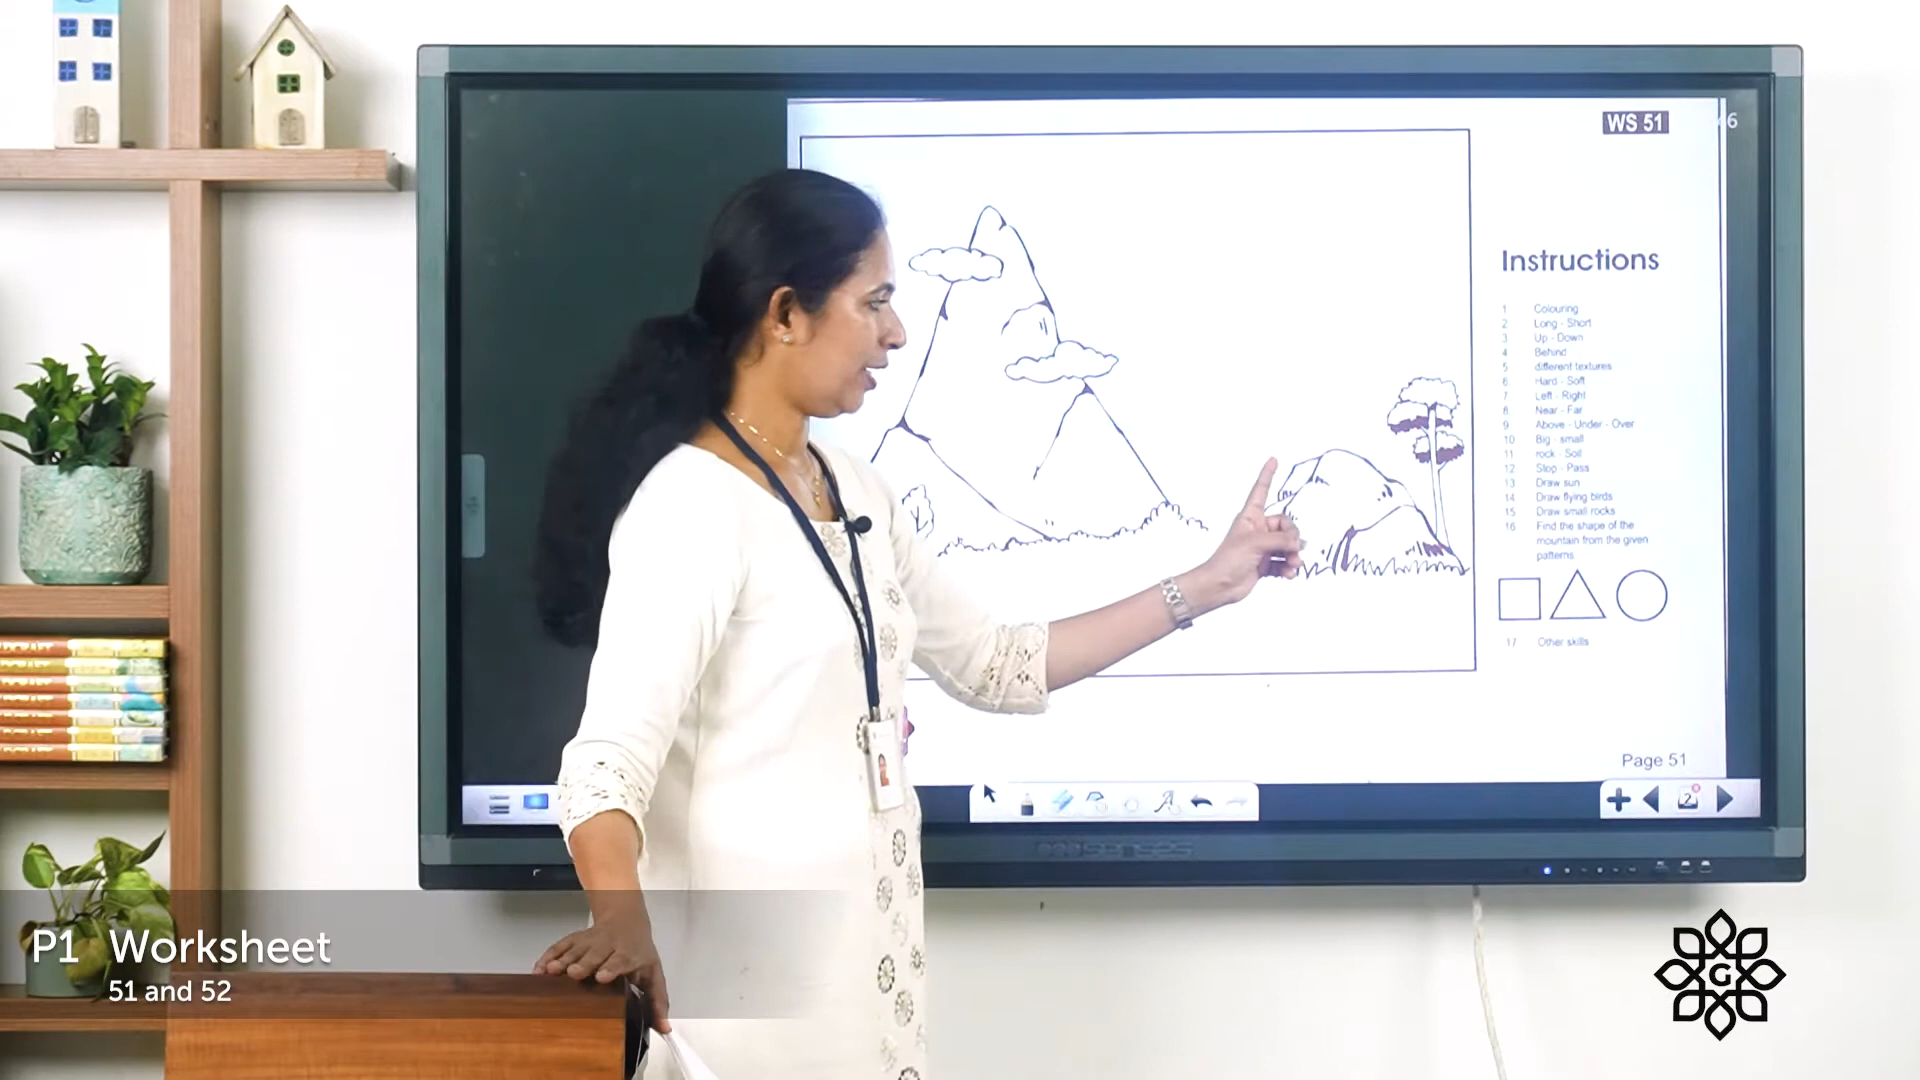 WS 51
6
Instructions
1 Colouring
2 Long - Short
3 Up - Down
4 Behind
5 different textures
6 Hard - Soft
7 Left - Right
8 Near - Far
9 Above - Under - Over
10 Big - small
11 rock - Soil
12 Stop - Pass
13 Draw sun
14 Draw flying birds
15 Draw small rocks
16 Find the shape of the
mountain from the given
patterns
17 Other skills
Page 51
2
P1 Worksheet
51 and 52
G